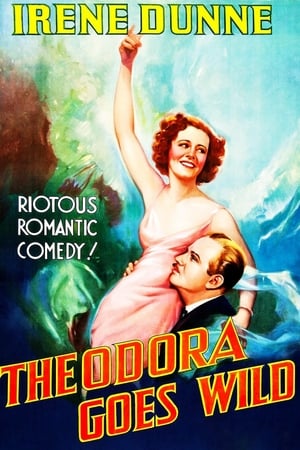 IRENE DUNNE
RIOTOUS
ROMANTIC
COMEDY!
THEODORA
GOES WILD